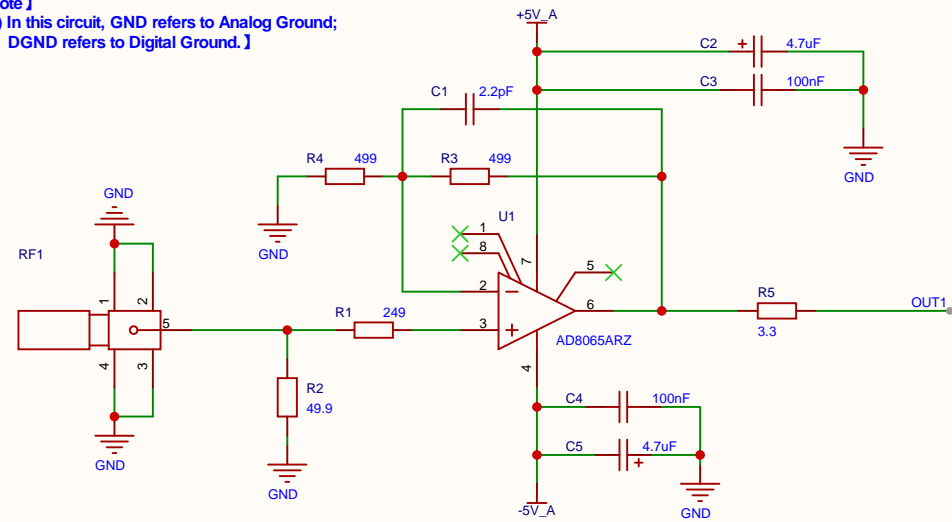 ote】
) In this circuit, GND refers to Analog Ground;
DGND refers to Digital Ground.】
+5V_A
C2 + 4.7uF
C3 100nF
GND
C1 2.2pF
R4 499
R3 499
GND
GND
RF1
1
2
5
4
3
GND
R1 249
R2
49.9
GND
U1
1
8
7
2
3
5
6
4
AD8065ARZ
R5
3.3
OUT1
C4 100nF
C5 4.7uF
+
GND
-5V_A